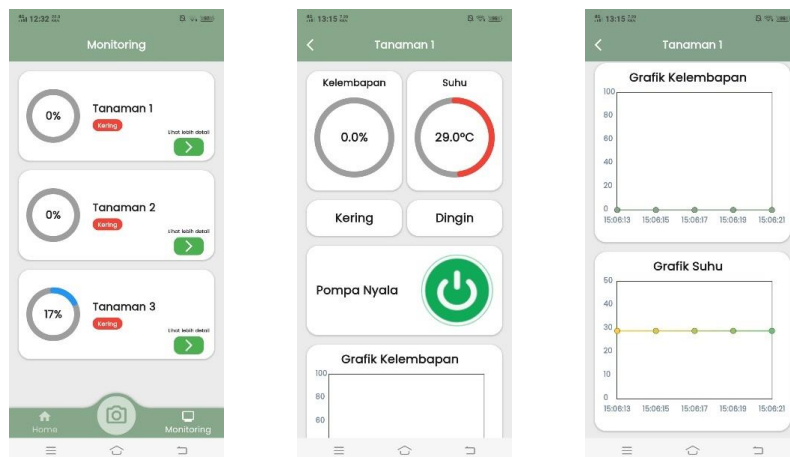 12:32
Monitoring
0%
Tanaman 1
Kering
Lihat lebih detail
0%
Tanaman 2
Kering
Lihat lebih detail
17%
Tanaman 3
Kering
Lihat lebih detail
Home
Monitoring
13:15
Tanaman 1
Kelembapan
Suhu
0.0%
29.0°C
Kering
Dingin
Pompa Nyala
Grafik Kelembapan
100
80
60
13:15
Tanaman 1
Grafik Kelembapan
100
80
60
40
20
0
15:06:13 15:06:15 15:06:17 15:06:19 15:06:21
Grafik Suhu
50
40
30
20
10
0
15:06:13 15:06:15 15:06:17 15:06:19 15:06:21